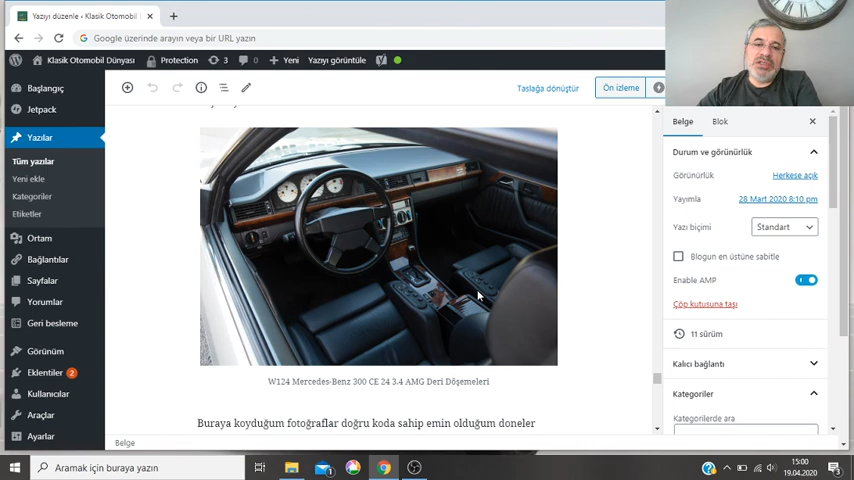 Yazıyı düzenle ‹ Klasik Otomobil
Google üzerinde arayın veya bir URL yazın
Klasik Otomobil Dünyası
Protection
3
0
Yeni
Yazıyı görüntüle
Başlangıç
Jetpack
Yazılar
Tüm yazılar
Yeni ekle
Kategoriler
Etiketler
Ortam
Bağlantılar
Sayfalar
Yorumlar
Geri besleme
Görünüm
Eklentiler 2
Kullanıcılar
Araçlar
Ayarlar
Taslağa dönüştür
Ön izleme
W124 Mercedes-Benz 300 CE 24 3.4 AMG Deri Döşemeleri
Buraya koyduğum fotoğraflar doğru koda sahip emin olduğum doneler
Belge
Belge
Blok
Durum ve görünürlük
Görünürlük
Herkese açık
Yayımla
28 Mart 2020 8:10 pm
Yazı biçimi
Standart
Blogun en üstüne sabitle
Enable AMP
Çöp kutusuna taşı
11 sürüm
Kalıcı bağlantı
Kategoriler
Kategorilerde ara
Aramak için buraya yazın
15:00
19.04.2020
3